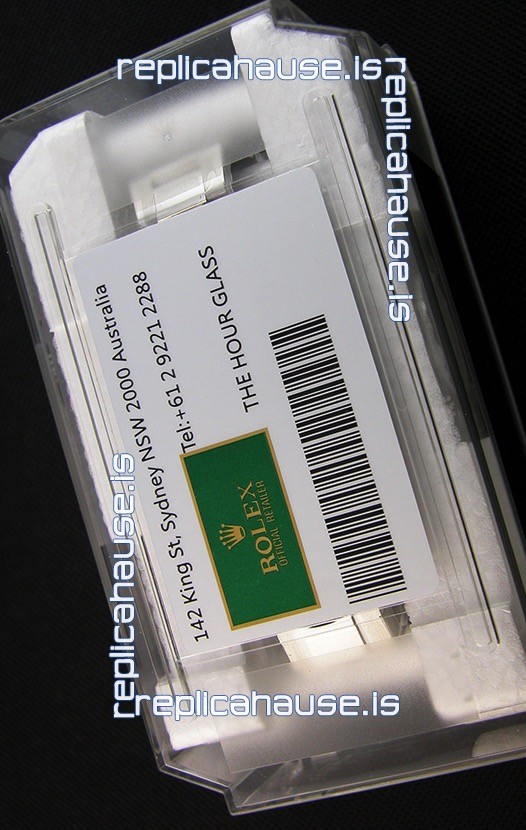 replicahause.is
replicahause.is
THE HOUR GLASS
Tel:+61 2 9221 2288
142 King St, Sydney NSW 2000 Australia
ROLEX
OFFICIAL RETAILER
replicahause.is
replicahause.is